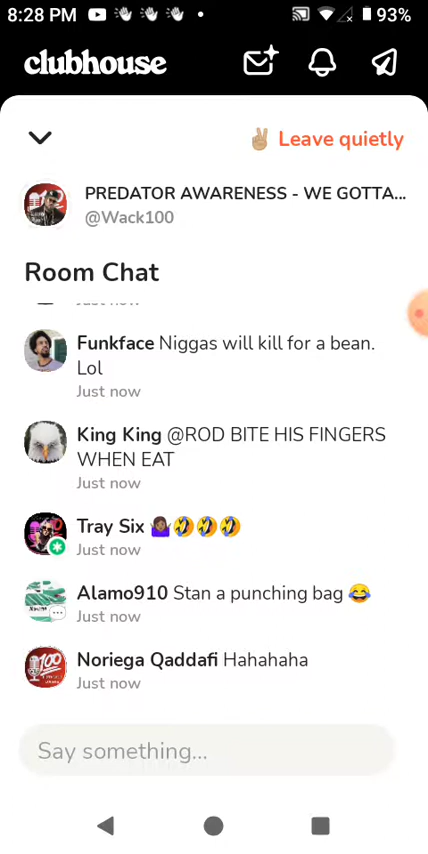 8:28 PM 93%
clubhouse
Leave quietly
PREDATOR AWARENESS - WE GOTTA...
@Wack100
Room Chat
Just now
Funkface Niggas will kill for a bean.
Lol
Just now
King King @ROD BITE HIS FINGERS
WHEN EAT
Just now
Tray Six 🤷🏾‍♀️🤣🤣🤣
Just now
Alamo910 Stan a punching bag 😂
Just now
Noriega Qaddafi Hahahaha
Just now
Say something...